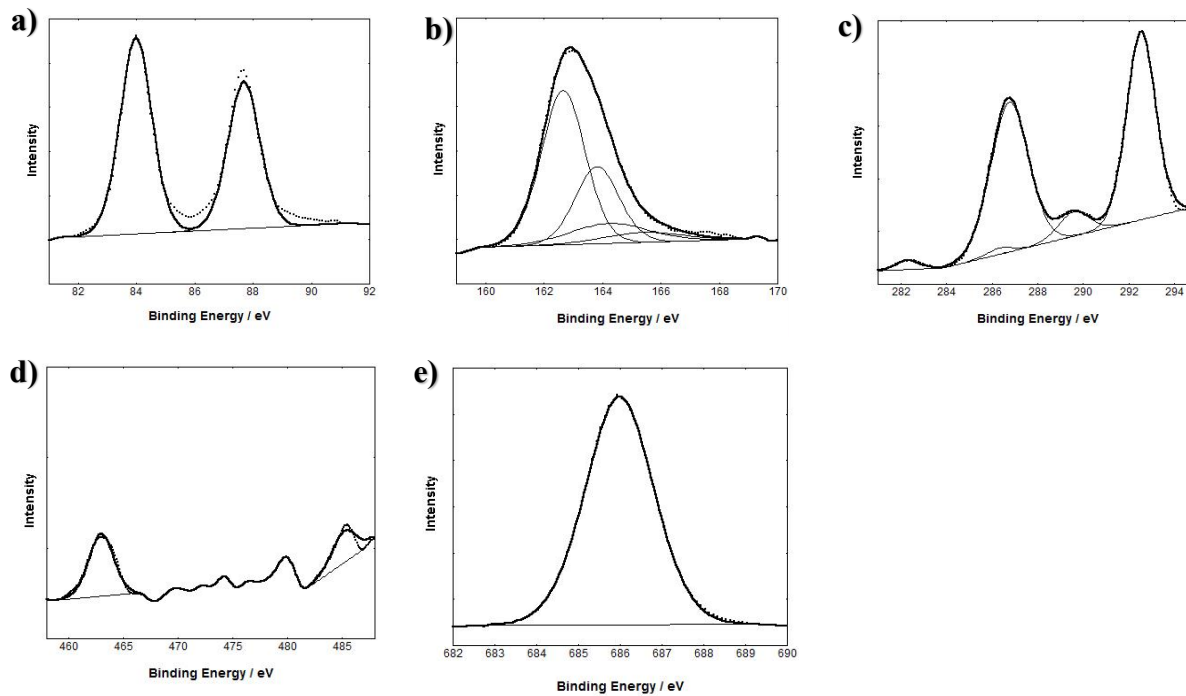 a)
Intensity
82 84 86 88 90 92
Binding Energy / eV
b)
Intensity
160 162 164 166 168 170
Binding Energy / eV
c)
Intensity
282 284 286 288 290 292 294
Binding Energy / eV
d)
Intensity
460 465 470 475 480 485
Binding Energy / eV
e)
Intensity
682 683 684 685 686 687 688 689 690
Binding Energy / eV